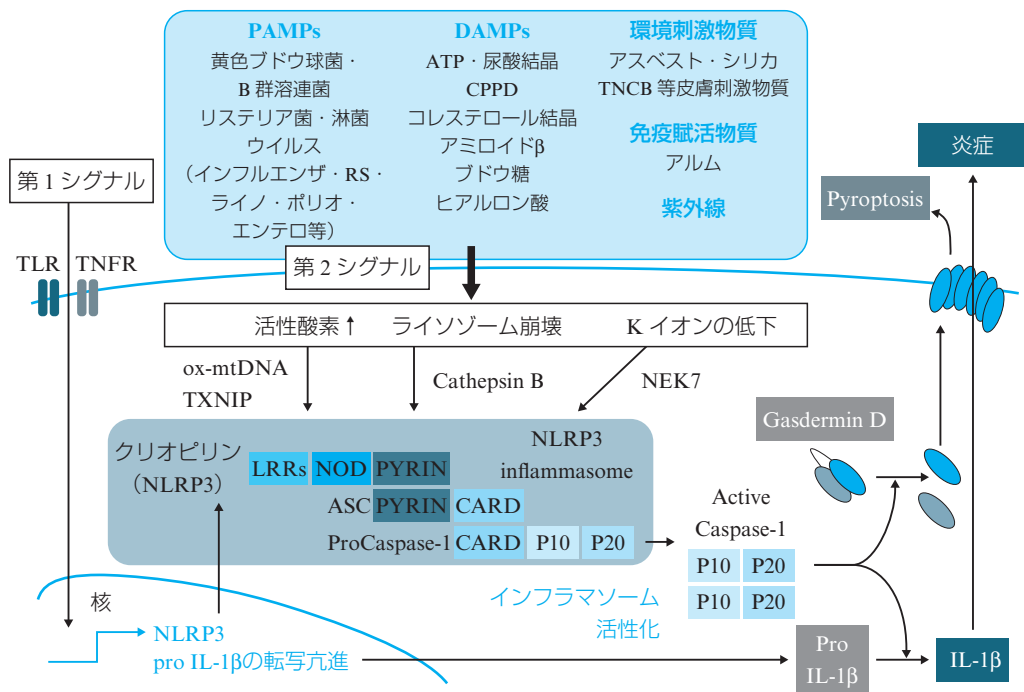 PAMPs
黄色ブドウ球菌・
B 群溶連菌
リステリア菌・淋菌
ウイルス
（インフルエンザ・RS・
ライノ・ポリオ・
エンテロ等）
DAMPs
ATP・尿酸結晶
CPPD
コレステロール結晶
アミロイドβ
ブドウ糖
ヒアルロン酸
環境刺激物質
アスベスト・シリカ
TNCB 等皮膚刺激物質
免疫賦活物質
アルム
紫外線
第 1 シグナル
TLR
TNFR
第 2 シグナル
活性酸素↑
ライソゾーム崩壊
K イオンの低下
ox-mtDNA
TXNIP
Cathepsin B
NEK7
クリオピリン
（NLRP3）
LRRs
NOD
PYRIN
NLRP3
inflammasome
ASC
PYRIN
CARD
ProCaspase-1
CARD
P10
P20
Active
Caspase-1
P10
P20
P10
P20
インフラマソーム
活性化
核
NLRP3
pro IL-1βの転写亢進
Pro
IL-1β
IL-1β
Gasdermin D
Pyroptosis
炎症